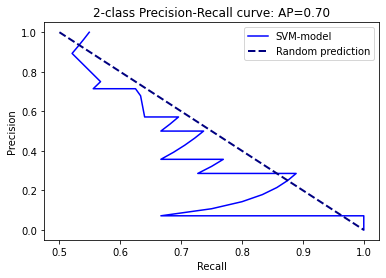 2-class Precision-Recall curve: AP=0.70
SVM-model
Random prediction
Precision
1.0
0.8
0.6
0.4
0.2
0.0
0.5 0.6 0.7 0.8 0.9 1.0
Recall